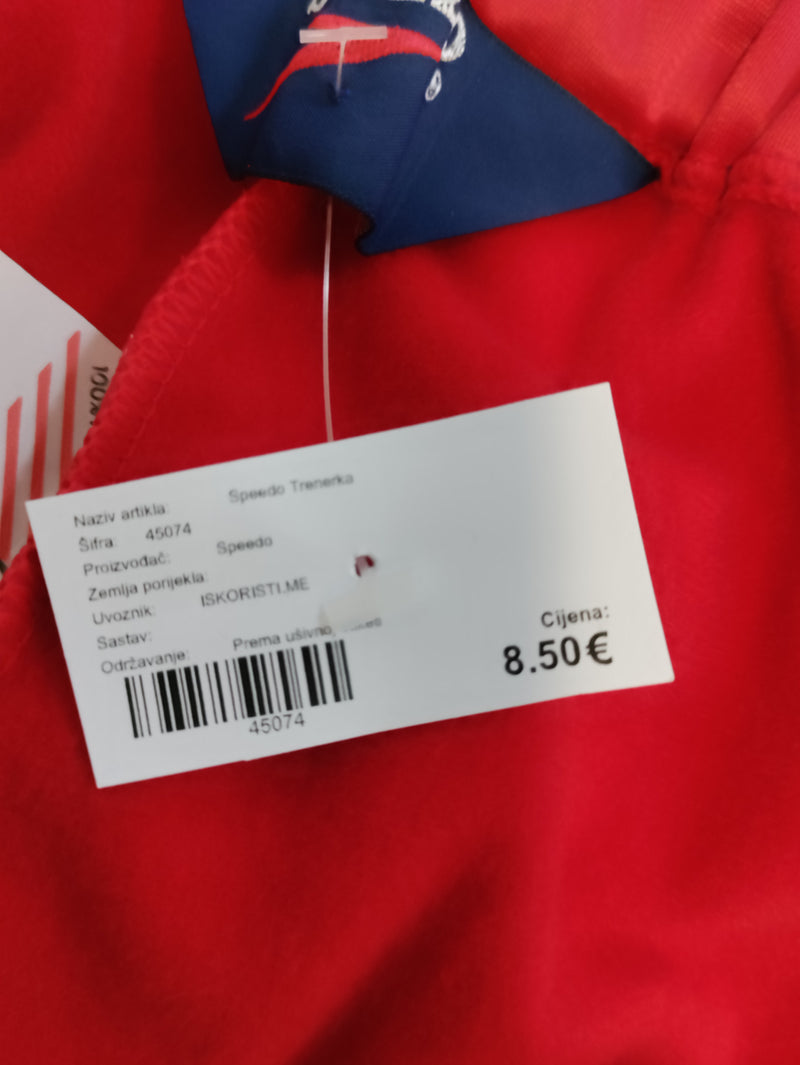 100%
Naziv artikla: Speedo Trenerka
Šifra: 45074
Proizvođač: Speedo
Zemlja porijekla:
Uvoznik: ISKORISTI.ME
Sastav:
Održavanje: Prema ušivnoj
45074
Cijena:
8.50€